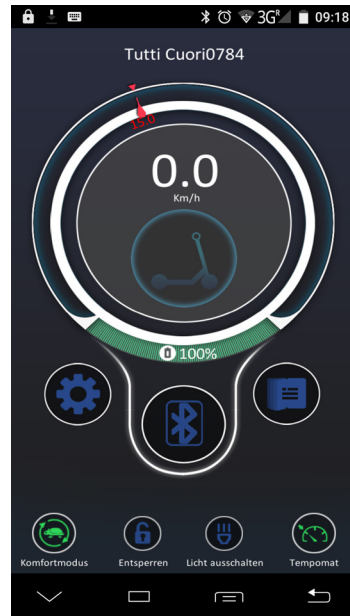 3G R 09:18
Tutti Cuori0784
15.0
0.0
Km/h
100%
Komfortmodus Entsperren Licht ausschalten Tempomat